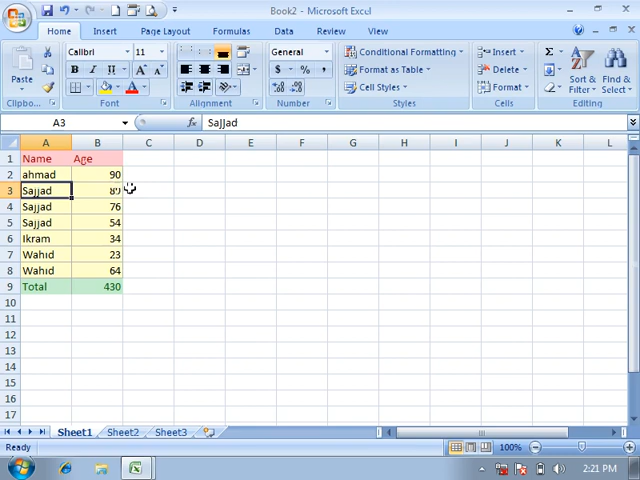 Book2 - Microsoft Excel
Home Insert Page Layout Formulas Data Review View
Paste
Clipbo...
Calibri 11
B I U A A
Font
Alignment
General
$ % ,
Number
Conditional Formatting
Format as Table
Cell Styles
Styles
Insert
Delete
Format
Cells
Σ
Sort & Filter
Find & Select
Editing
A3 fx Sajjad
A B C D E F G H I J K L
1 Name Age
2 ahmad 90
3 Sajjad
4 Sajjad 76
5 Sajjad 54
6 Ikram 34
7 Wahid 23
8 Wahid 64
9 Total 430
10
11
12
13
14
15
16
17
Sheet1 Sheet2 Sheet3
Ready 100%
2:21 PM